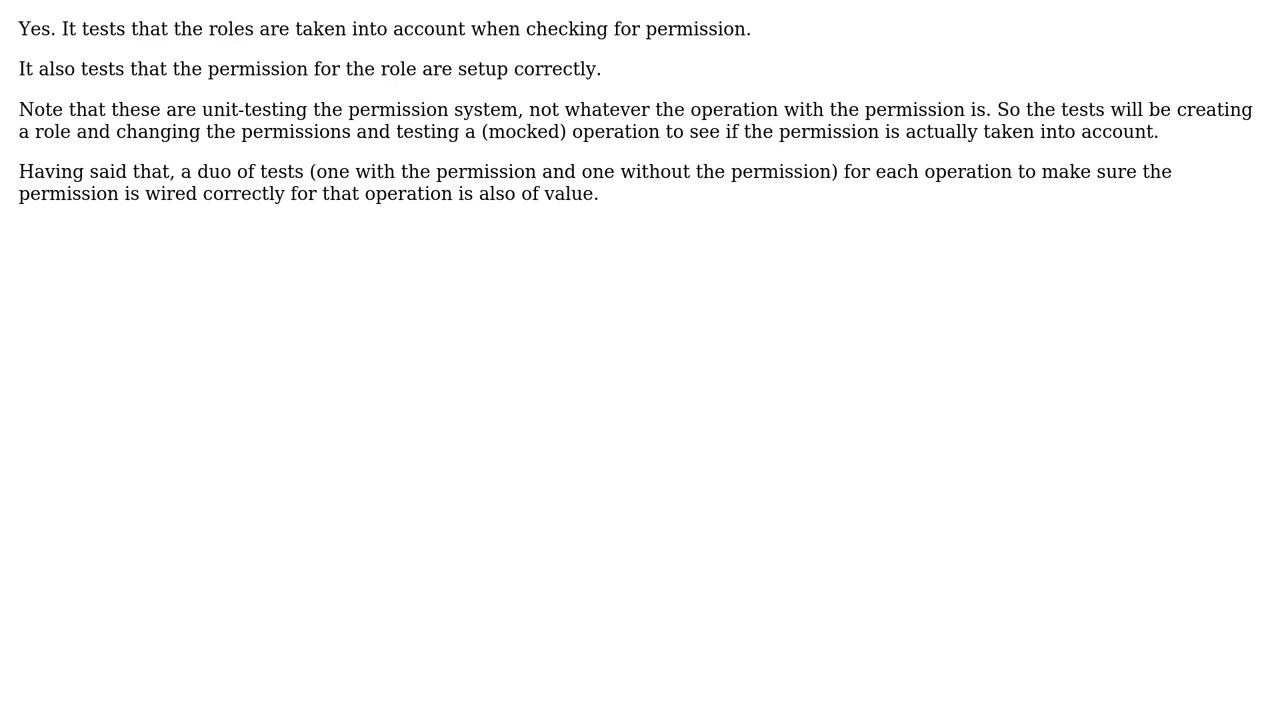 Yes. It tests that the roles are taken into account when checking for permission.
It also tests that the permission for the role are setup correctly.
Note that these are unit-testing the permission system, not whatever the operation with the permission is. So the tests will be creating
a role and changing the permissions and testing a (mocked) operation to see if the permission is actually taken into account.
Having said that, a duo of tests (one with the permission and one without the permission) for each operation to make sure the
permission is wired correctly for that operation is also of value.